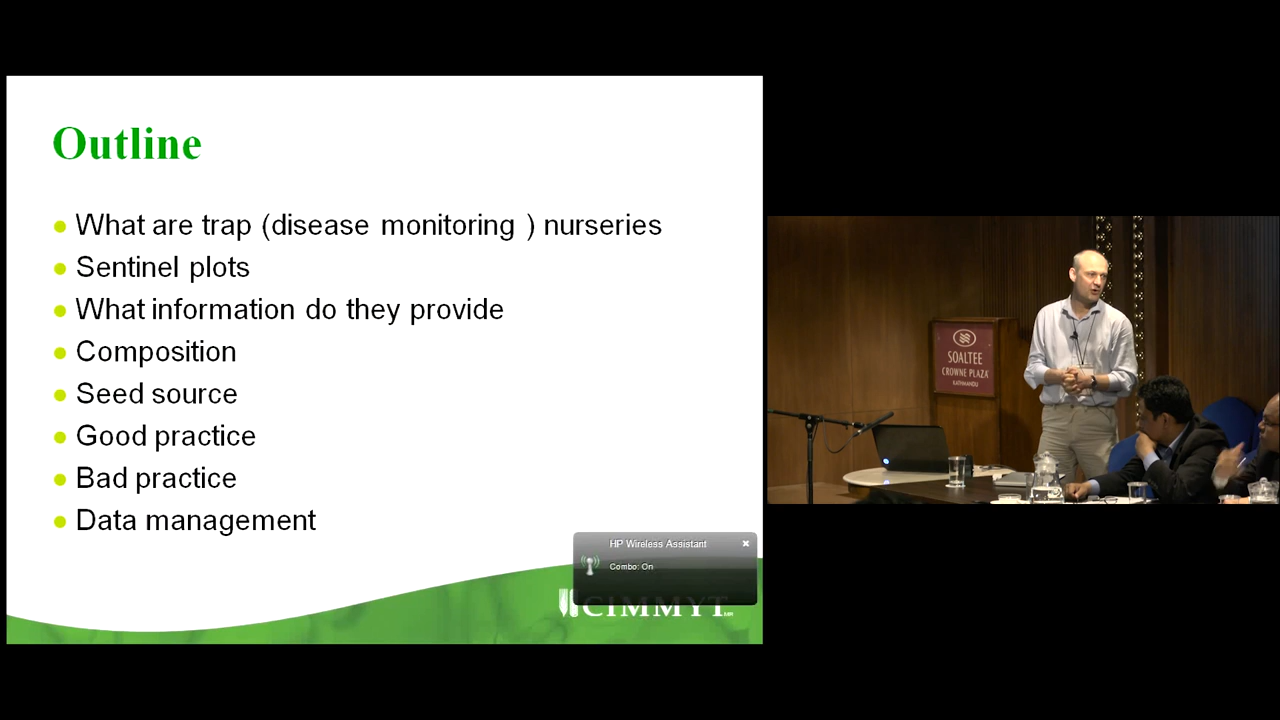 Outline
What are trap (disease monitoring ) nurseries
Sentinel plots
What information do they provide
Composition
Seed source
Good practice
Bad practice
Data management
HP Wireless Assistant
Combo: On
CIMMYT
SOALTEE
CROWNE PLAZA
KATHMANDU